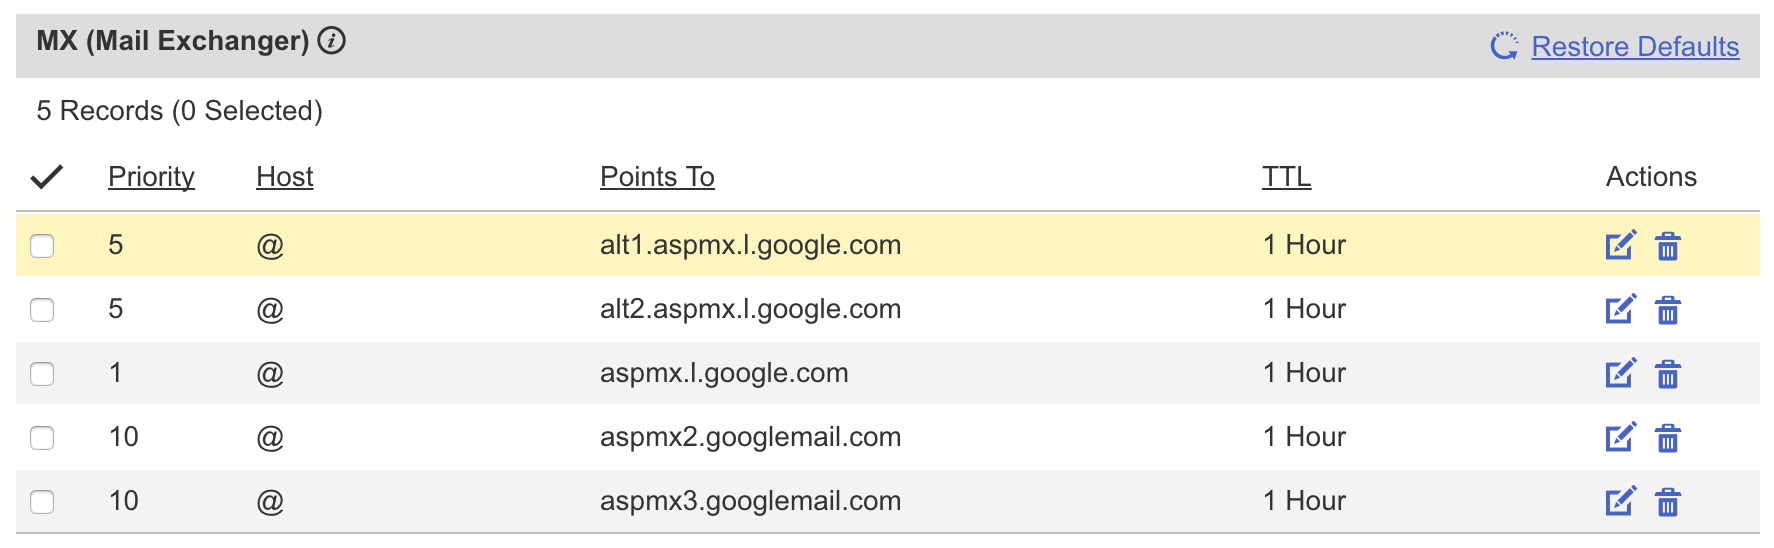 MX (Mail Exchanger) i
Restore Defaults
5 Records (0 Selected)
Priority Host Points To TTL Actions
5 @ alt1.aspmx.l.google.com 1 Hour
5 @ alt2.aspmx.l.google.com 1 Hour
1 @ aspmx.l.google.com 1 Hour
10 @ aspmx2.googlemail.com 1 Hour
10 @ aspmx3.googlemail.com 1 Hour